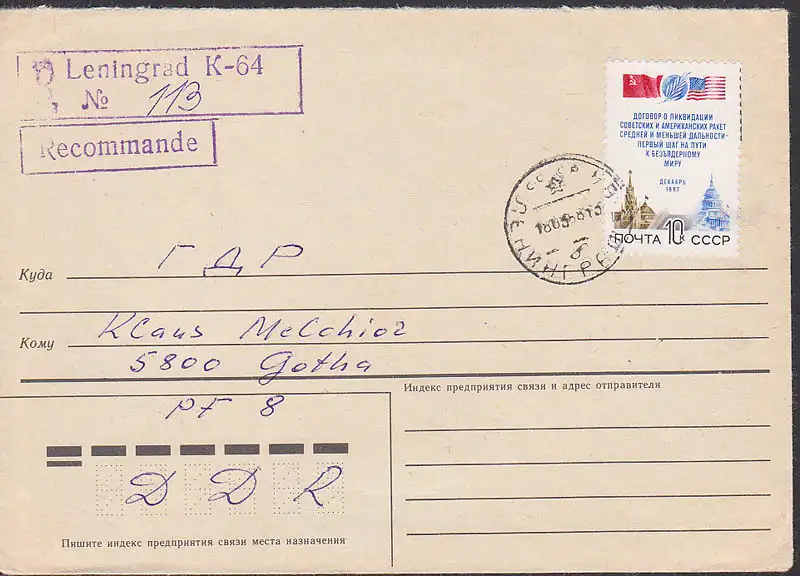 Leningrad K-64
№ 113
Recommande
ДОГОВОР О ЛИКВИДАЦИИ
СОВЕТСКИХ И АМЕРИКАНСКИХ РАКЕТ
СРЕДНЕЙ И МЕНЬШЕЙ ДАЛЬНОСТИ-
ПЕРВЫЙ ШАГ НА ПУТИ
К БЕЗЪЯДЕРНОМУ
МИРУ
ДЕКАБРЬ
1987
ПОЧТА 10К СССР
ЛЕНИНГРАД
Куда ГДР
Кому Klaus Melchior
5800 Gotha
PF 8
DDR
Пишите индекс предприятия связи места назначения
Индекс предприятия связи и адрес отправителя